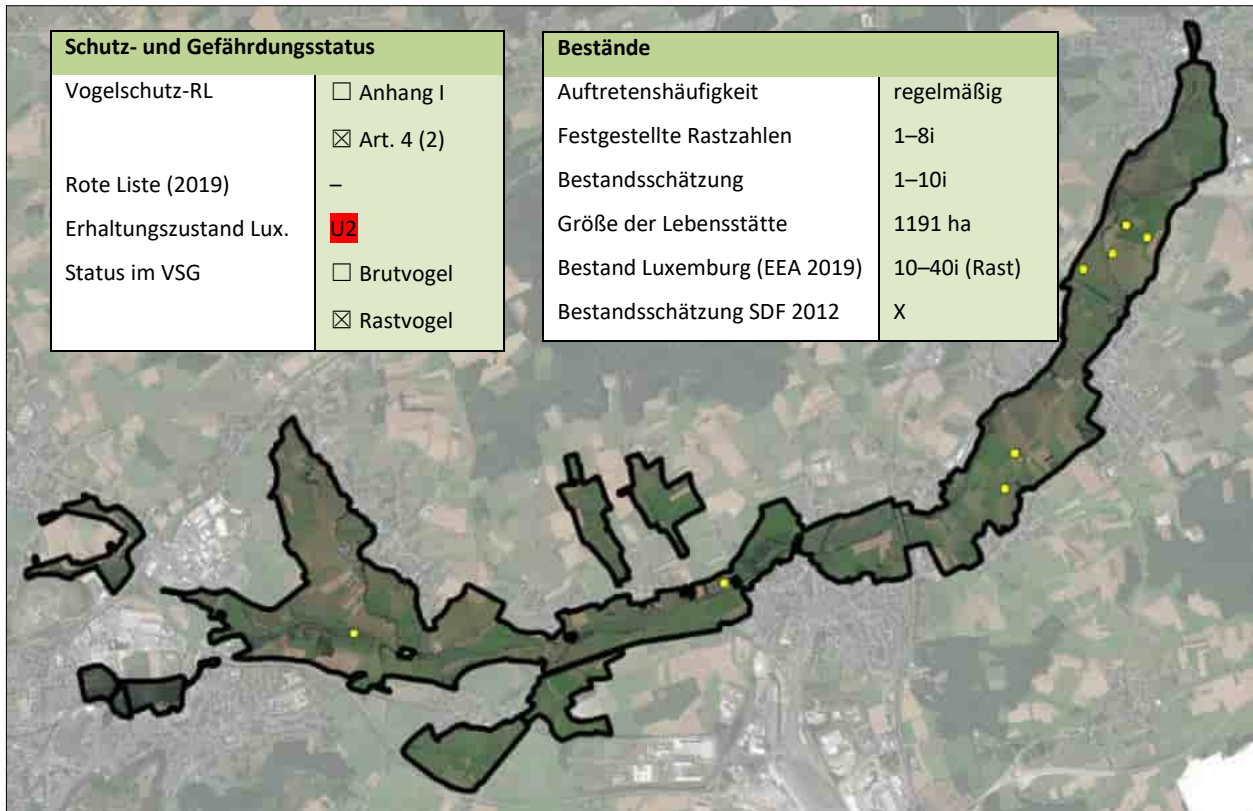 Schutz- und Gefährdungsstatus
Vogelschutz-RL ☐ Anhang I
☒ Art. 4 (2)
Rote Liste (2019) –
Erhaltungszustand Lux. U2
Status im VSG ☐ Brutvogel
☒ Rastvogel
Bestände
Auftretenshäufigkeit regelmäßig
Festgestellte Rastzahlen 1–8i
Bestandsschätzung 1–10i
Größe der Lebensstätte 1191 ha
Bestand Luxemburg (EEA 2019) 10–40i (Rast)
Bestandsschätzung SDF 2012 X